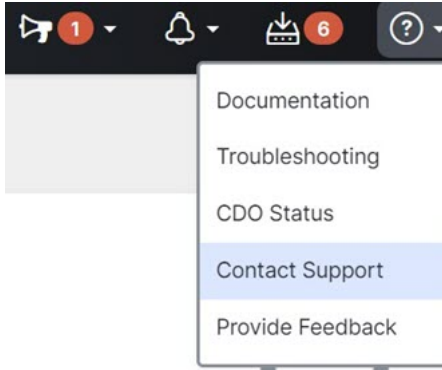 1 6 ?
Documentation
Troubleshooting
CDO Status
Contact Support
Provide Feedback